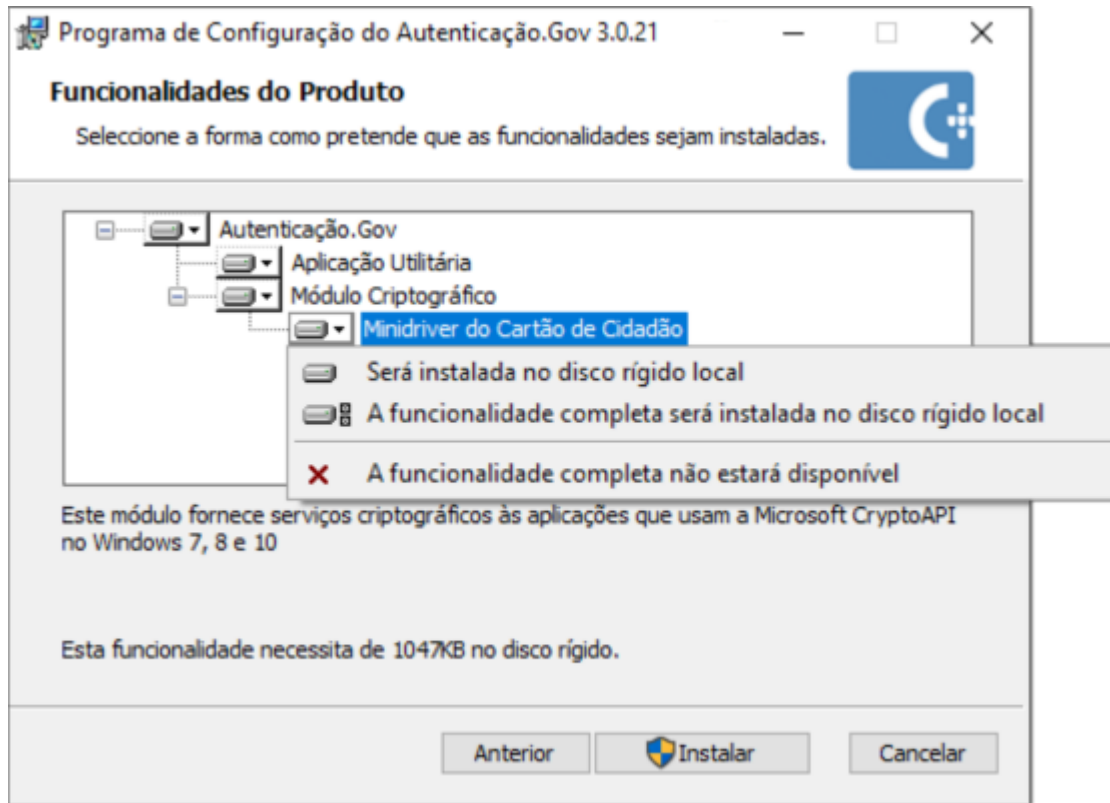 Programa de Configuração do Autenticação.Gov 3.0.21
Funcionalidades do Produto
Seleccione a forma como pretende que as funcionalidades sejam instaladas.
Autenticação.Gov
Aplicação Utilitária
Módulo Criptográfico
Minidriver do Cartão de Cidadão
Será instalada no disco rígido local
A funcionalidade completa será instalada no disco rígido local
A funcionalidade completa não estará disponível
Este módulo fornece serviços criptográficos às aplicações que usam a Microsoft CryptoAPI
no Windows 7, 8 e 10
Esta funcionalidade necessita de 1047KB no disco rígido.
Anterior Instalar Cancelar